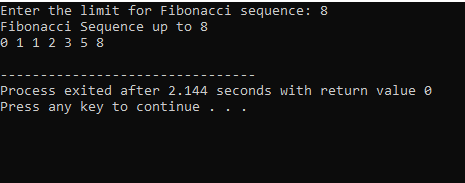 Enter the limit for Fibonacci sequence: 8
Fibonacci Sequence up to 8
0 1 1 2 3 5 8
--------------------------------
Process exited after 2.144 seconds with return value 0
Press any key to continue . . .